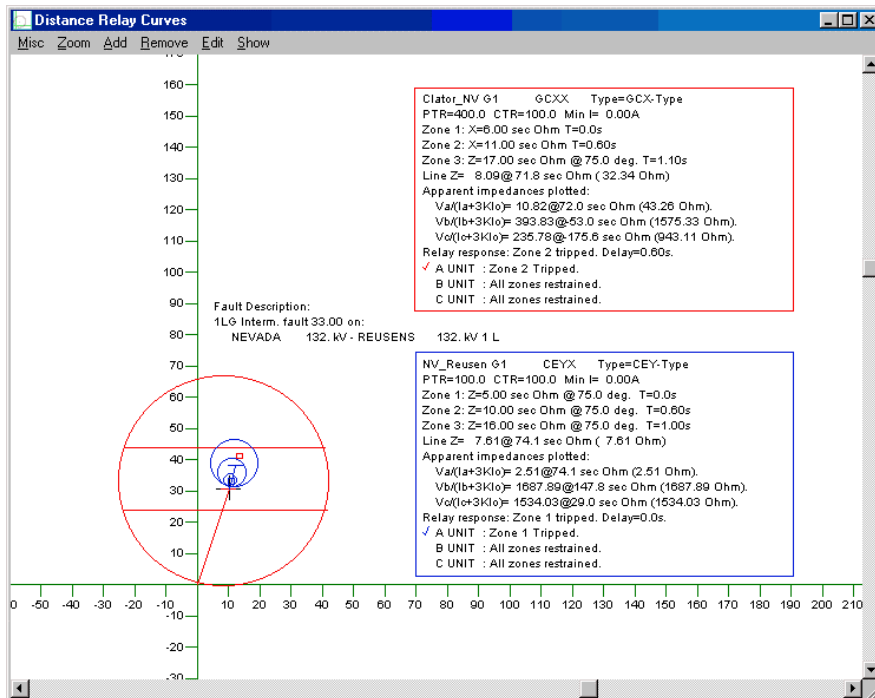 Distance Relay Curves
Misc Zoom Add Remove Edit Show
160
150
140
130
120
110
100
90
80
70
60
50
40
30
20
10
-10
-20
-30
0 -50 -40 -30 -20 -10 10 20 30 40 50 60 70 80 90 100 110 120 130 140 150 160 170 180 190 200 210
Clator_NV G1 GCXX Type=GCX-Type
PTR=400.0 CTR=100.0 Min I= 0.00A
Zone 1: X=6.00 sec Ohm T=0.0s
Zone 2: X=11.00 sec Ohm T=0.60s
Zone 3: Z=17.00 sec Ohm @ 75.0 deg. T=1.10s
Line Z= 8.09@71.8 sec Ohm ( 32.34 Ohm)
Apparent impedances plotted:
Va/(Ia+3KIo)= 10.82@72.0 sec Ohm (43.26 Ohm).
Vb/(Ib+3KIo)= 393.83@-53.0 sec Ohm (1575.33 Ohm).
Vc/(Ic+3KIo)= 235.78@-175.6 sec Ohm (943.11 Ohm).
Relay response: Zone 2 tripped. Delay=0.60s.
✓ A UNIT : Zone 2 Tripped.
B UNIT : All zones restrained.
C UNIT : All zones restrained.
Fault Description:
1LG Interm. fault 33.00 on:
NEVADA 132. kV - REUSENS 132. kV 1 L
NV_Reusen G1 CEYX Type=CEY-Type
PTR=100.0 CTR=100.0 Min I= 0.00A
Zone 1: Z=5.00 sec Ohm @ 75.0 deg. T=0.0s
Zone 2: Z=10.00 sec Ohm @ 75.0 deg. T=0.60s
Zone 3: Z=16.00 sec Ohm @ 75.0 deg. T=1.00s
Line Z= 7.61@74.1 sec Ohm ( 7.61 Ohm)
Apparent impedances plotted:
Va/(Ia+3KIo)= 2.51@74.1 sec Ohm (2.51 Ohm).
Vb/(Ib+3KIo)= 1687.89@147.8 sec Ohm (1687.89 Ohm).
Vc/(Ic+3KIo)= 1534.03@29.0 sec Ohm (1534.03 Ohm).
Relay response: Zone 1 tripped. Delay=0.0s.
✓ A UNIT : Zone 1 Tripped.
B UNIT : All zones restrained.
C UNIT : All zones restrained.